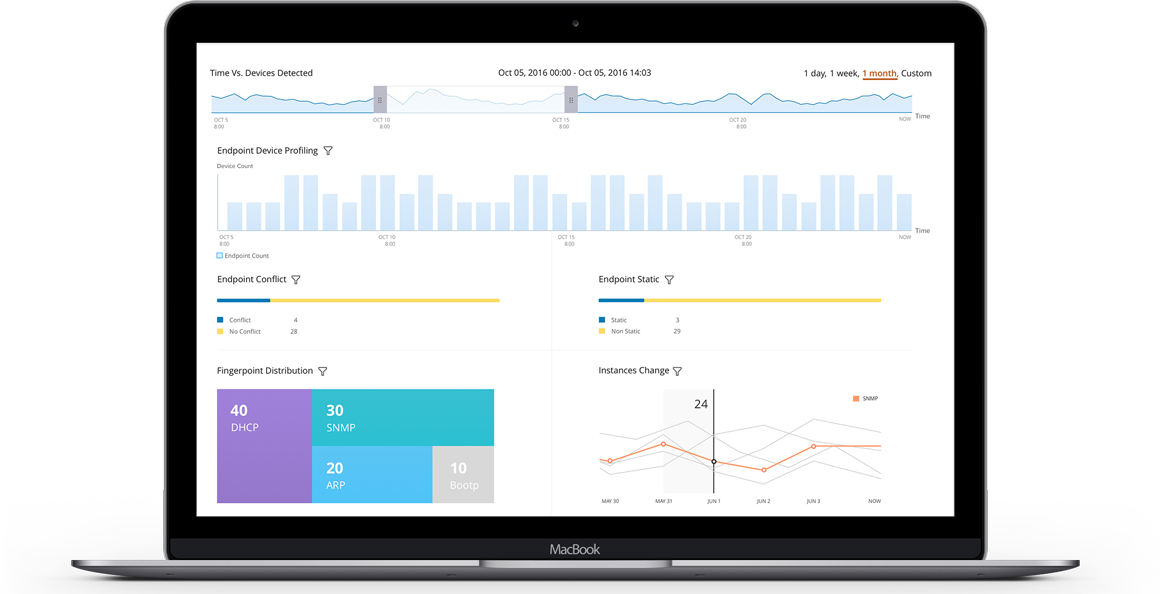 Time Vs. Devices Detected
Oct 05, 2016 00:00 - Oct 05, 2016 14:03
1 day, 1 week, 1 month, Custom
OCT 5 OCT 10 OCT 15 OCT 20 NOW Time
8:00 8:00 8:00 8:00
Endpoint Device Profiling
Device Count
OCT 5 OCT 10 OCT 15 OCT 20 NOW Time
8:00 8:00 8:00 8:00
Endpoint Count
Endpoint Conflict
Conflict 4
No Conflict 28
Endpoint Static
Static 3
Non Static 29
Fingerpoint Distribution
40
DHCP
30
SNMP
20
ARP
10
Bootp
Instances Change
24
SNMP
MAY 30 MAY 31 JUN 1 JUN 2 JUN 3 NOW
MacBook